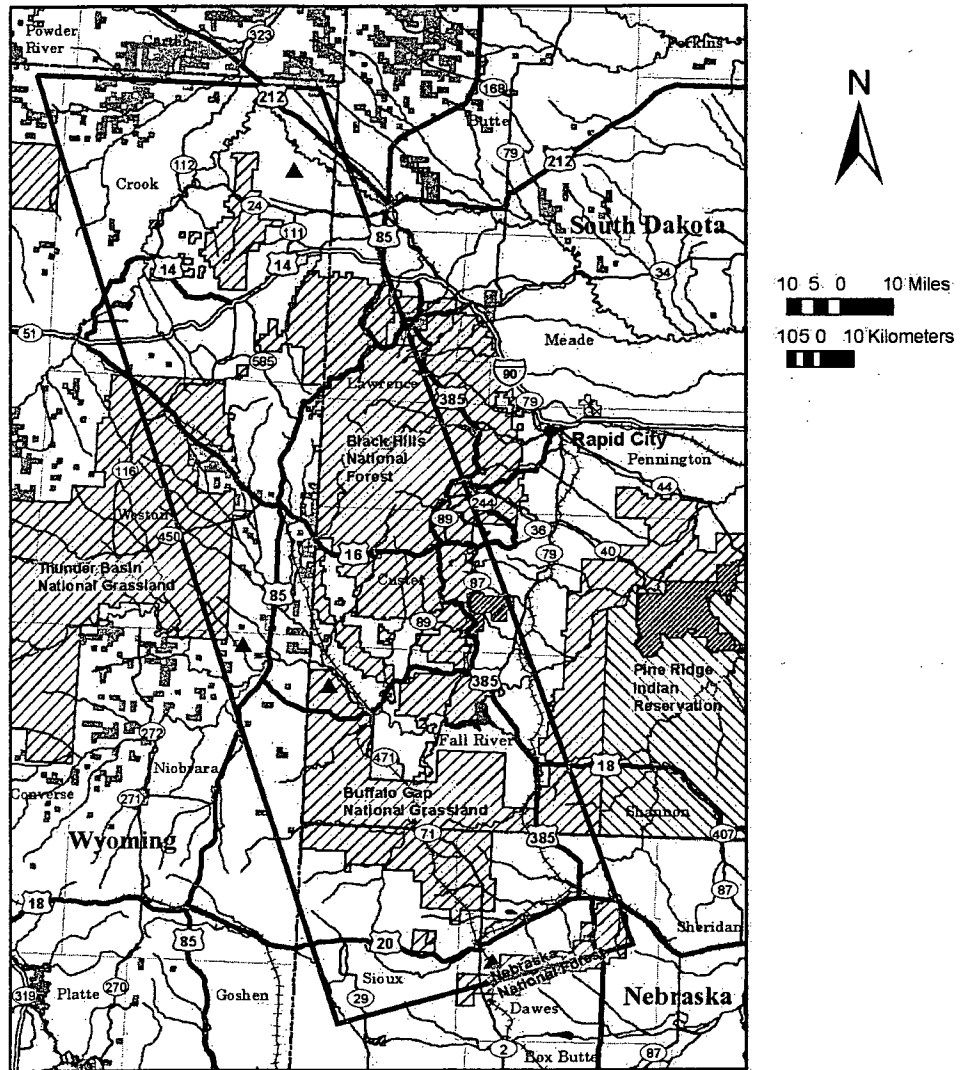 Powder
River
Carter
323
Perkins
N
212
168
Butte
79
212
112
Crook
24
South Dakota
111
85
14
14
34
10 5 0 10 Miles
51
Meade
10 5 0 10 Kilometers
585
90
Lawrence
385
79
Black Hills
National
Forest
Rapid City
Pennington
116
44
244
Weston
89
36
450
16
79
40
Thunder Basin
National Grassland
Custer
87
85
89
Pine Ridge
Indian
Reservation
385
272
Fall River
471
18
Niobrara
Converse
271
Buffalo Gap
National Grassland
Shannon
Wyoming
71
385
407
87
18
Sheridan
85
20
Nebraska
National Forest
Sioux
319
Platte
270
Goshen
29
Nebraska
Dawes
2
Box Butte
87